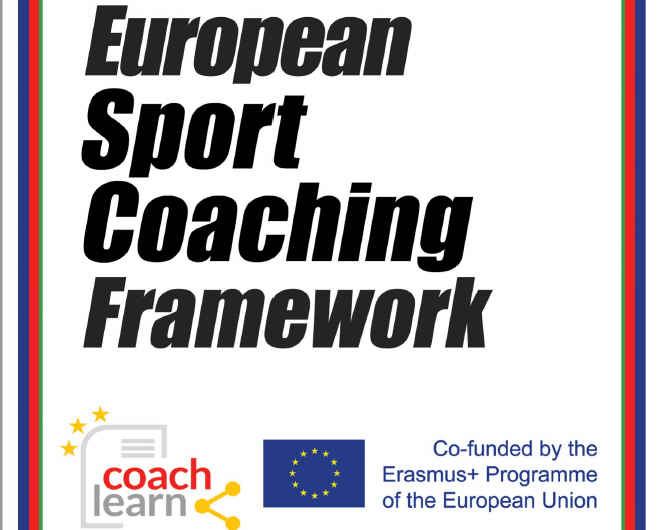 European
Sport
Coaching
Framework
coach
learn
Co-funded by the
Erasmus+ Programme
of the European Union